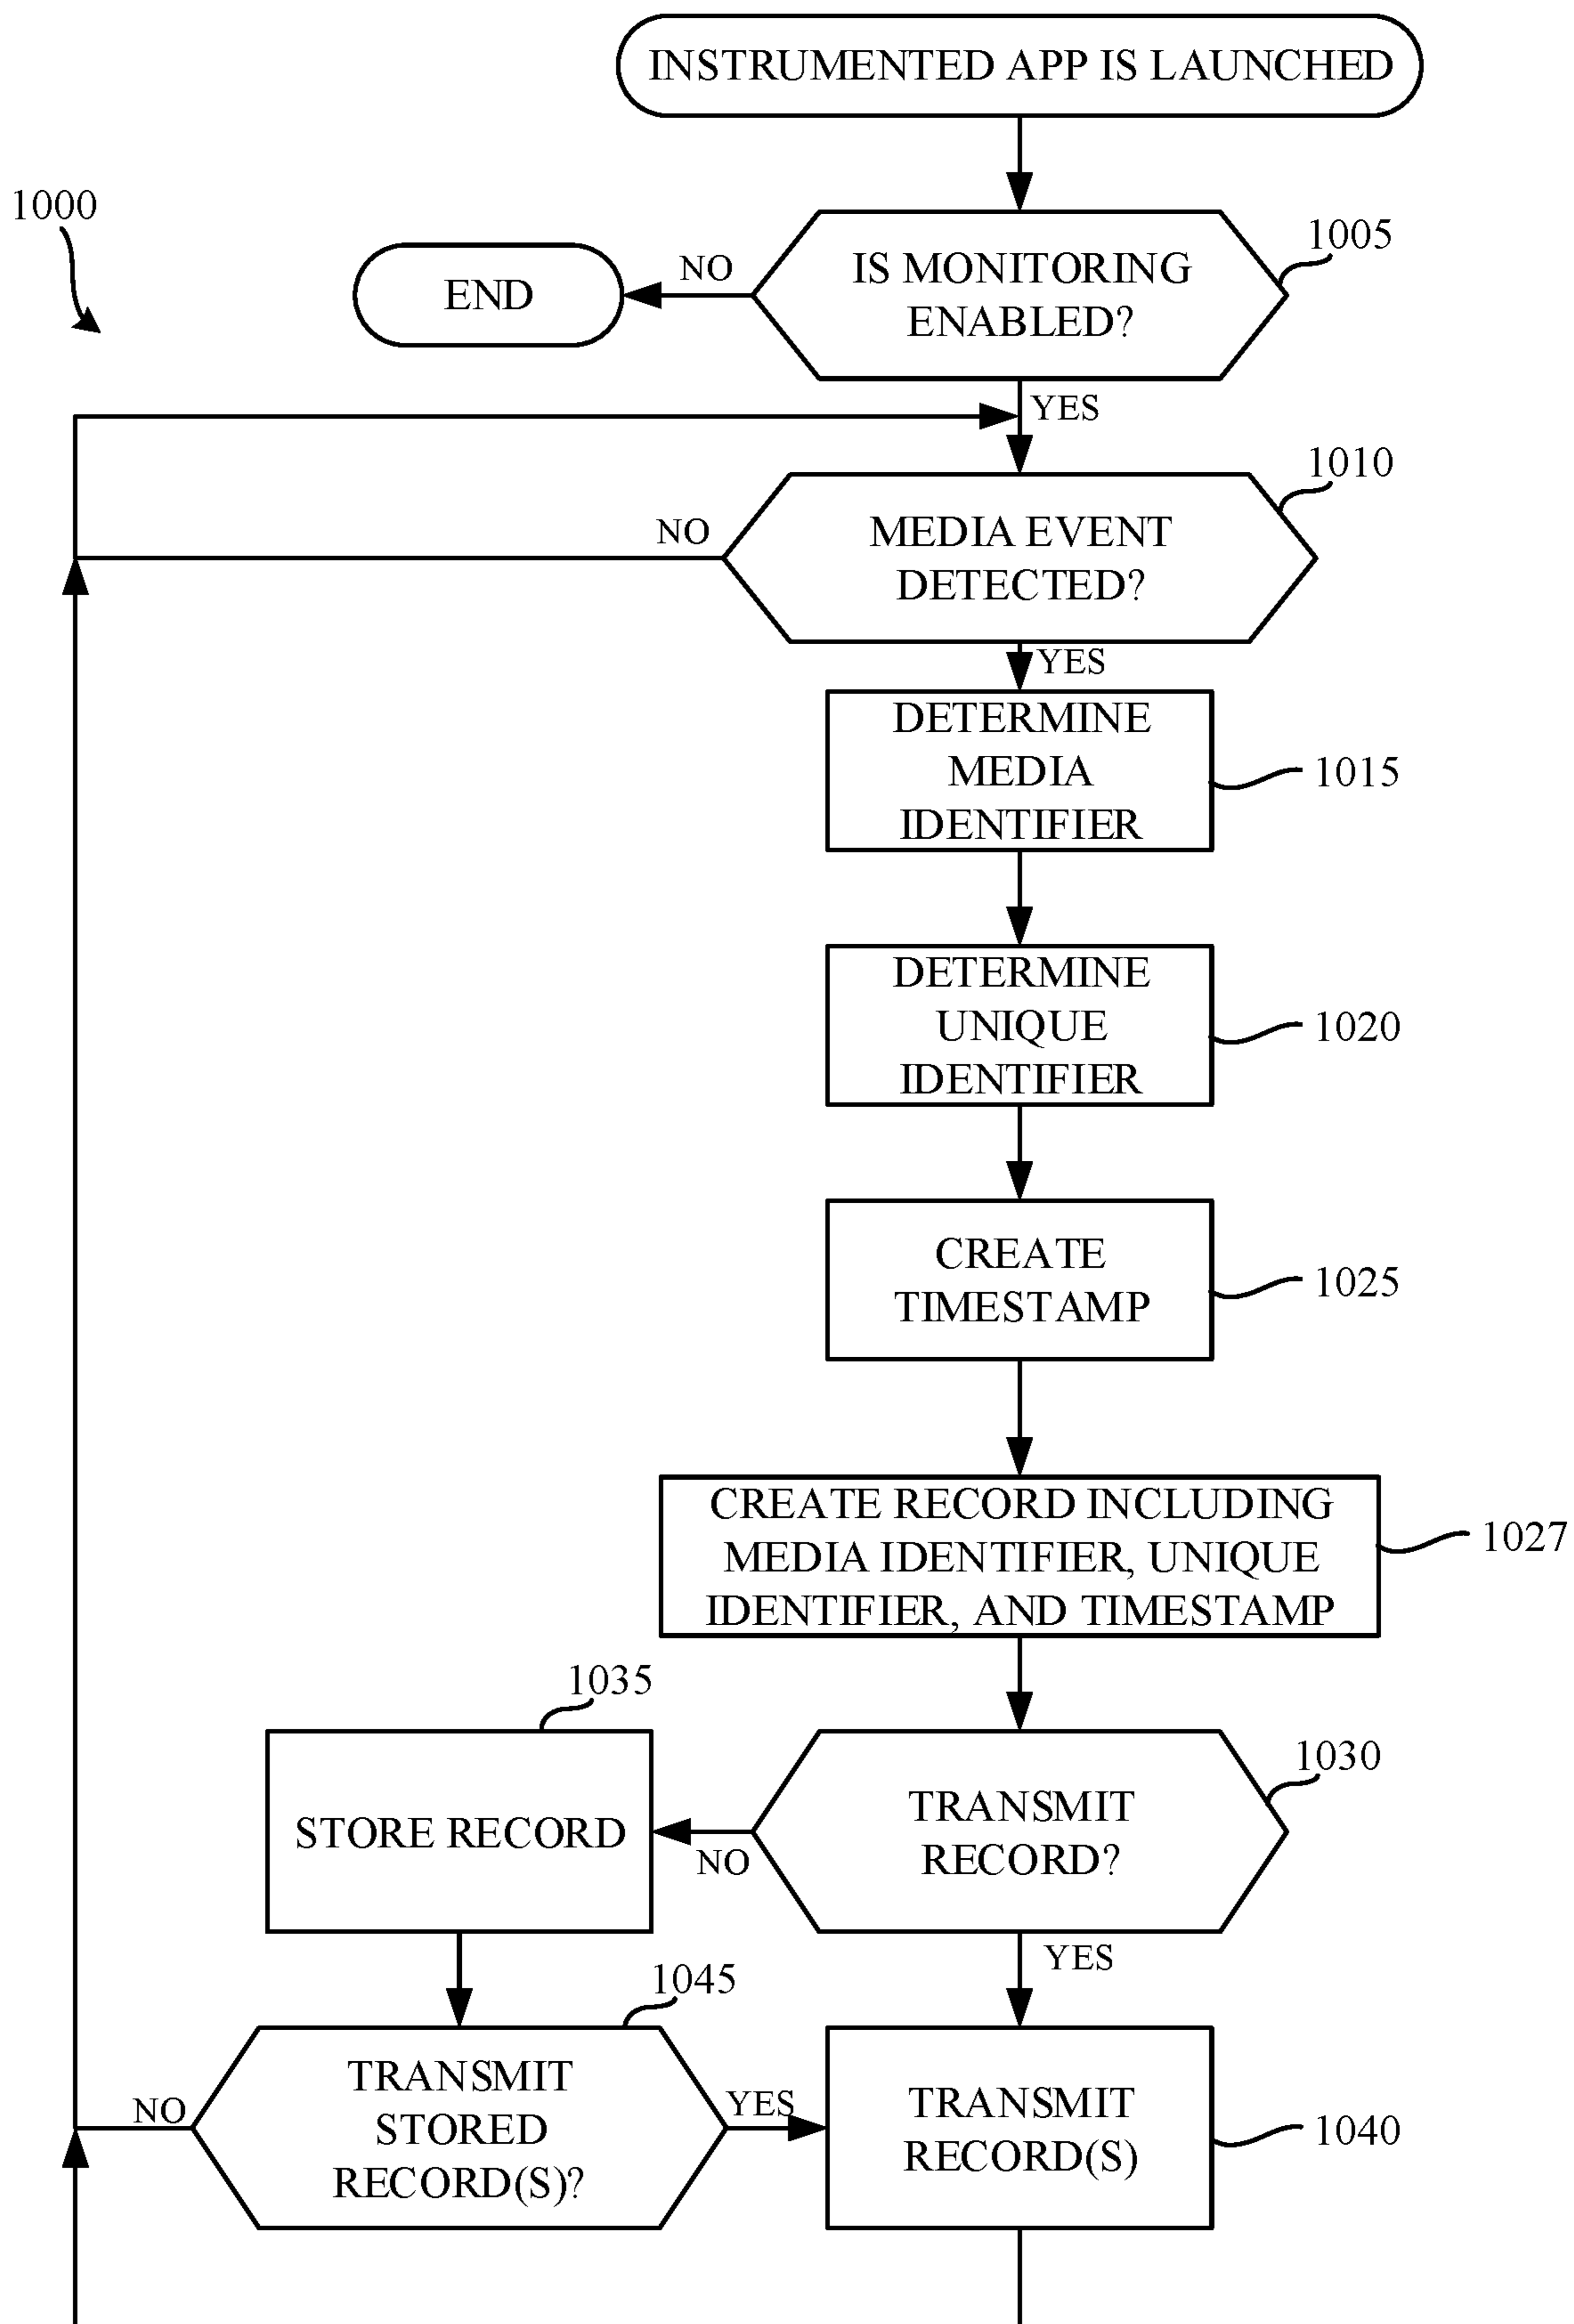 INSTRUMENTED APP IS LAUNCHED
1000
1005
IS MONITORING
ENABLED?
NO
END
YES
1010
MEDIA EVENT
DETECTED?
NO
YES
DETERMINE
MEDIA
IDENTIFIER
1015
DETERMINE
UNIQUE
IDENTIFIER
1020
CREATE
TIMESTAMP
1025
CREATE RECORD INCLUDING
MEDIA IDENTIFIER, UNIQUE
IDENTIFIER, AND TIMESTAMP
1027
1035
STORE RECORD
1030
TRANSMIT
RECORD?
NO
YES
1045
TRANSMIT
STORED
RECORD(S)?
NO
YES
TRANSMIT
RECORD(S)
1040